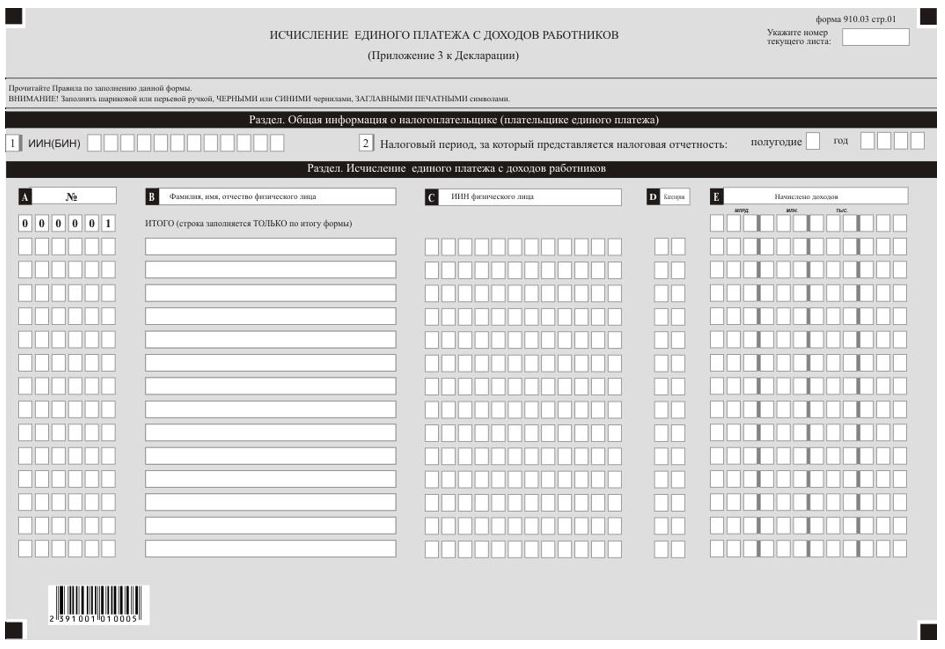 форма 910.03 стр.01
ИСЧИСЛЕНИЕ ЕДИНОГО ПЛАТЕЖА С ДОХОДОВ РАБОТНИКОВ
(Приложение 3 к Декларации)
Укажите номер
текущего листа:
Прочитайте Правила по заполнению данной формы.
ВНИМАНИЕ! Заполнять шариковой или перьевой ручкой, ЧЕРНЫМИ или СИНИМИ чернилами, ЗАГЛАВНЫМИ ПЕЧАТНЫМИ символами.
Раздел. Общая информация о налогоплательщике (плательщике единого платежа)
1 ИИН(БИН) 2 Налоговый период, за который представляется налоговая отчетность: полугодие год
Раздел. Исчисление единого платежа с доходов работников
A № B Фамилия, имя, отчество физического лица C ИИН физического лица D Категория E Начислено доходов
млрд млн. тыс.
0 0 0 0 0 1 ИТОГО (строка заполняется ТОЛЬКО по итогу формы)
2 391001 010005